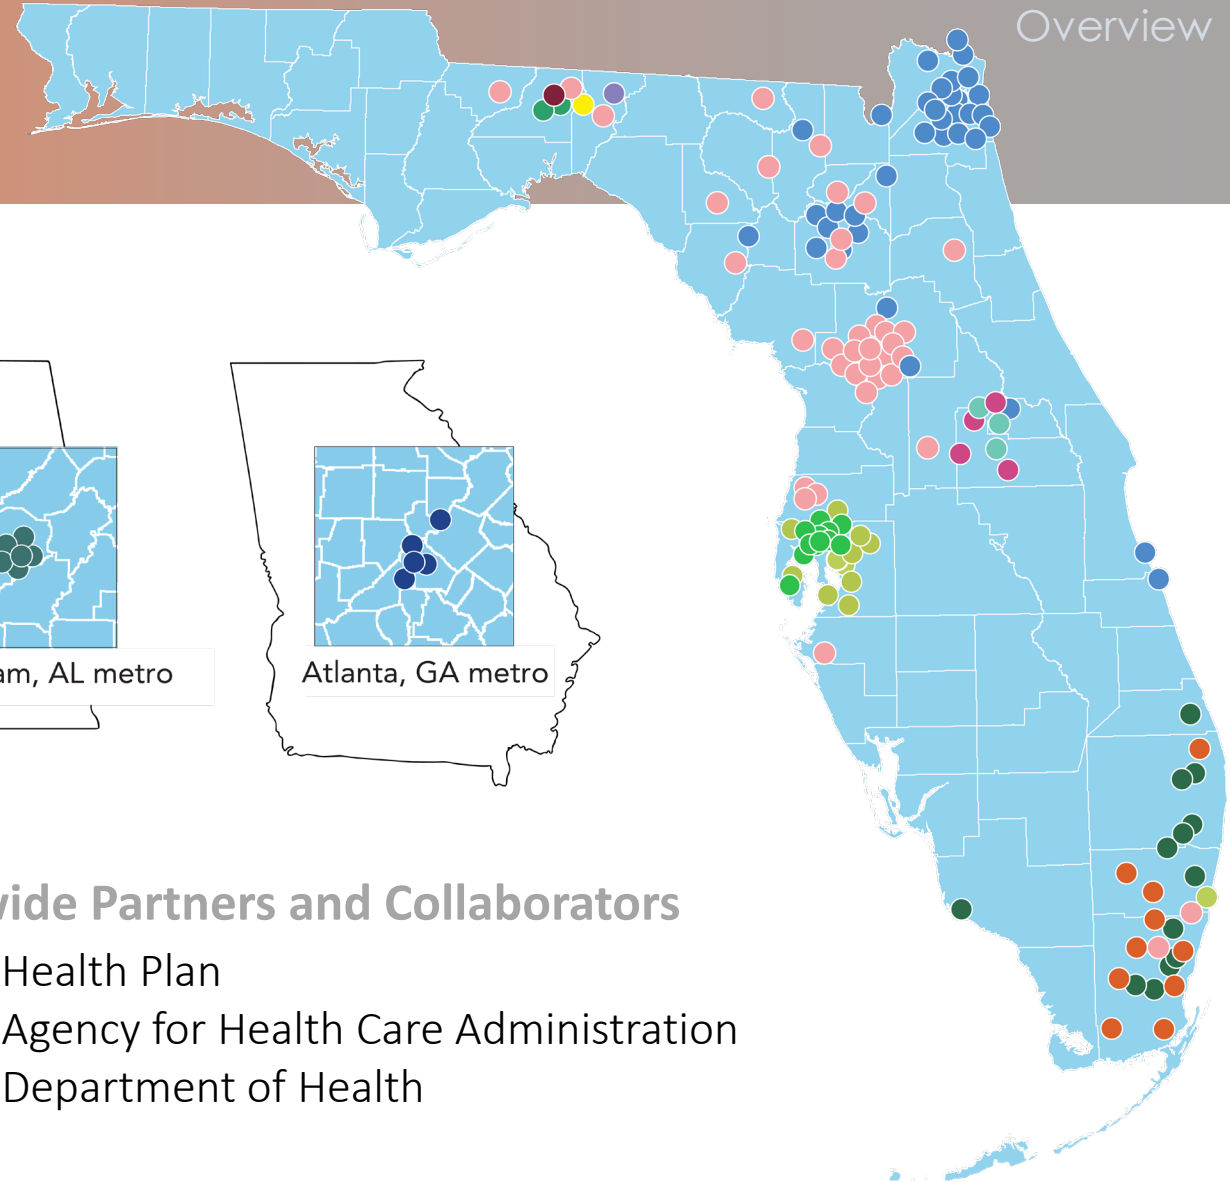 Overview
am, AL metro
Atlanta, GA metro
wide Partners and Collaborators
Health Plan
Agency for Health Care Administration
Department of Health